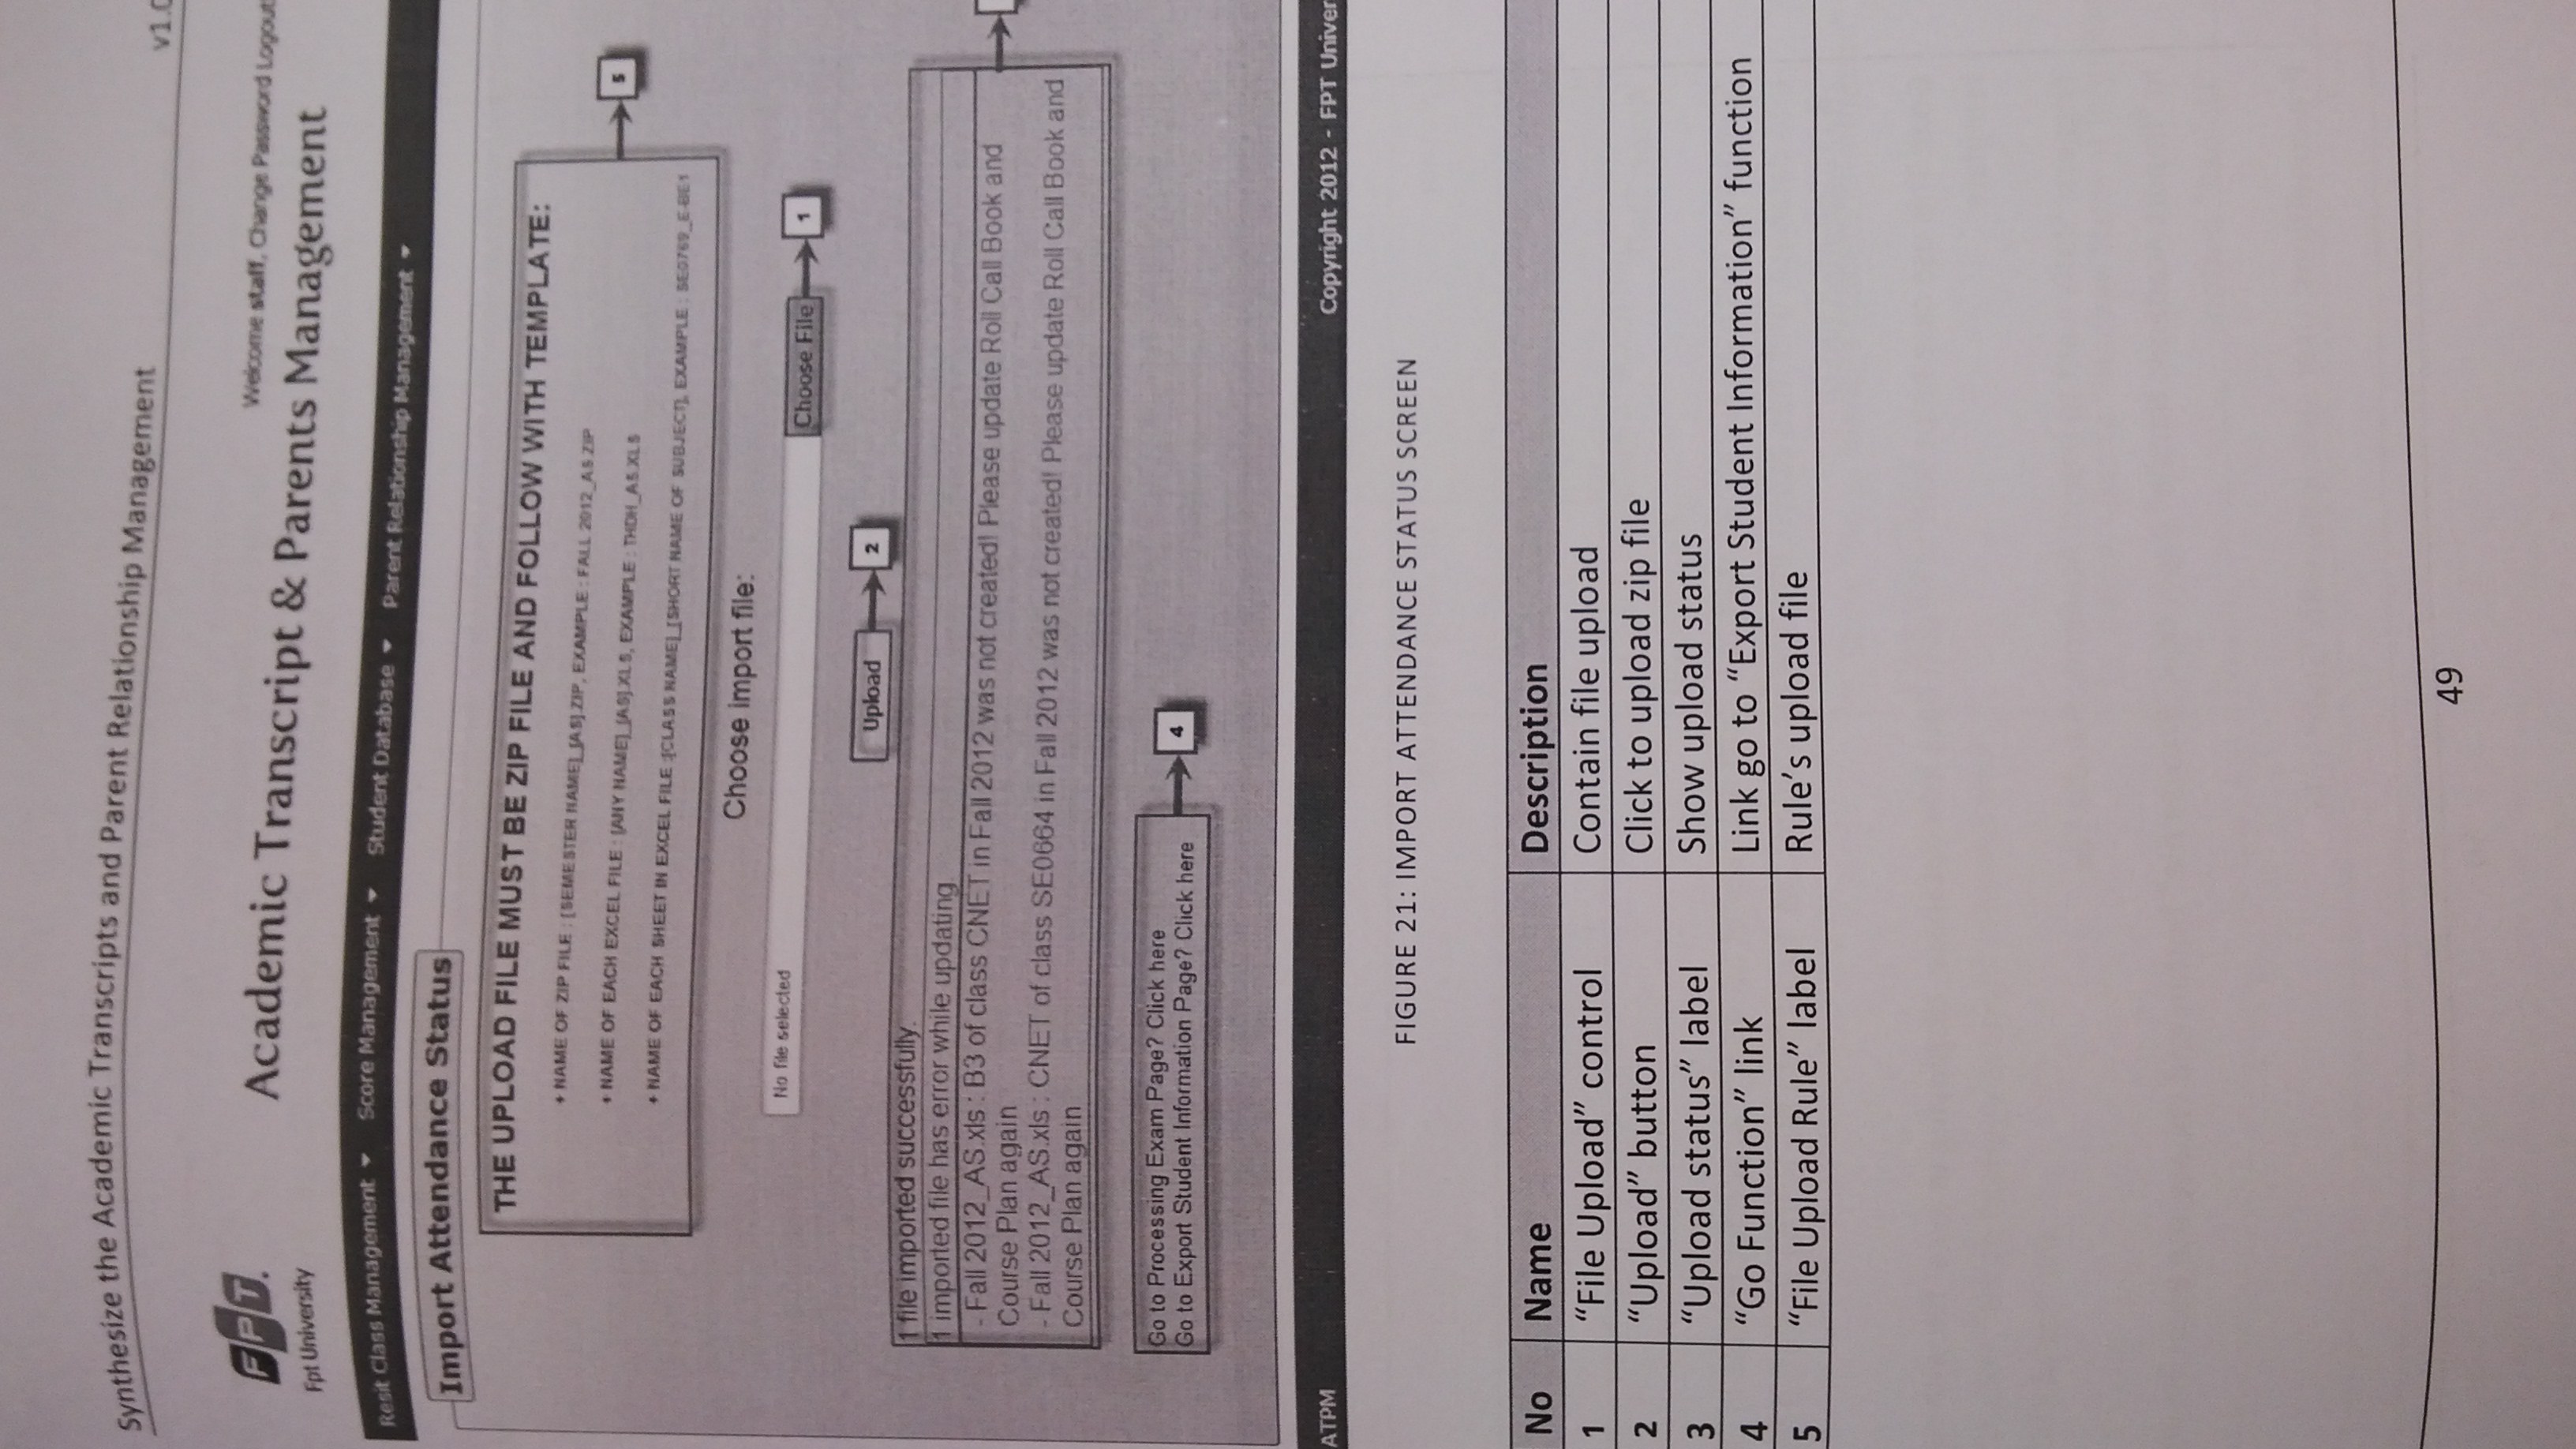 Synthesize the Academic Transcripts and Parent Relationship Management v1.0
FPT.
Fpt University
Welcome staff, Change Password Logout
Academic Transcript & Parents Management
Resit Class Management Score Management Student Database Parent Relationship Management
Import Attendance Status
THE UPLOAD FILE MUST BE ZIP FILE AND FOLLOW WITH TEMPLATE:
+ NAME OF ZIP FILE : [SEMESTER NAME]_[AS].ZIP, EXAMPLE : FALL 2012_AS.ZIP
+ NAME OF EACH EXCEL FILE : [ANY NAME]_[AS].XLS, EXAMPLE : THDH_AS.XLS
+ NAME OF EACH SHEET IN EXCEL FILE :[CLASS NAME]_[SHORT NAME OF SUBJECT], EXAMPLE : SE0769_E-BE1
5
Choose import file:
No file selected Choose File 1
Upload 2
1 file imported successfully.
1 imported file has error while updating.
- Fall 2012_AS.xls : B3 of class CNET in Fall 2012 was not created! Please update Roll Call Book and
Course Plan again
- Fall 2012_AS.xls : CNET of class SE0664 in Fall 2012 was not created! Please update Roll Call Book and
Course Plan again
Go to Processing Exam Page? Click here
Go to Export Student Information Page? Click here
4
ATPM Copyright 2012 - FPT Univer
FIGURE 21: IMPORT ATTENDANCE STATUS SCREEN
No Name Description
1 “File Upload” control Contain file upload
2 “Upload” button Click to upload zip file
3 “Upload status” label Show upload status
4 “Go Function” link Link go to “Export Student Information” function
5 “File Upload Rule” label Rule’s upload file
49